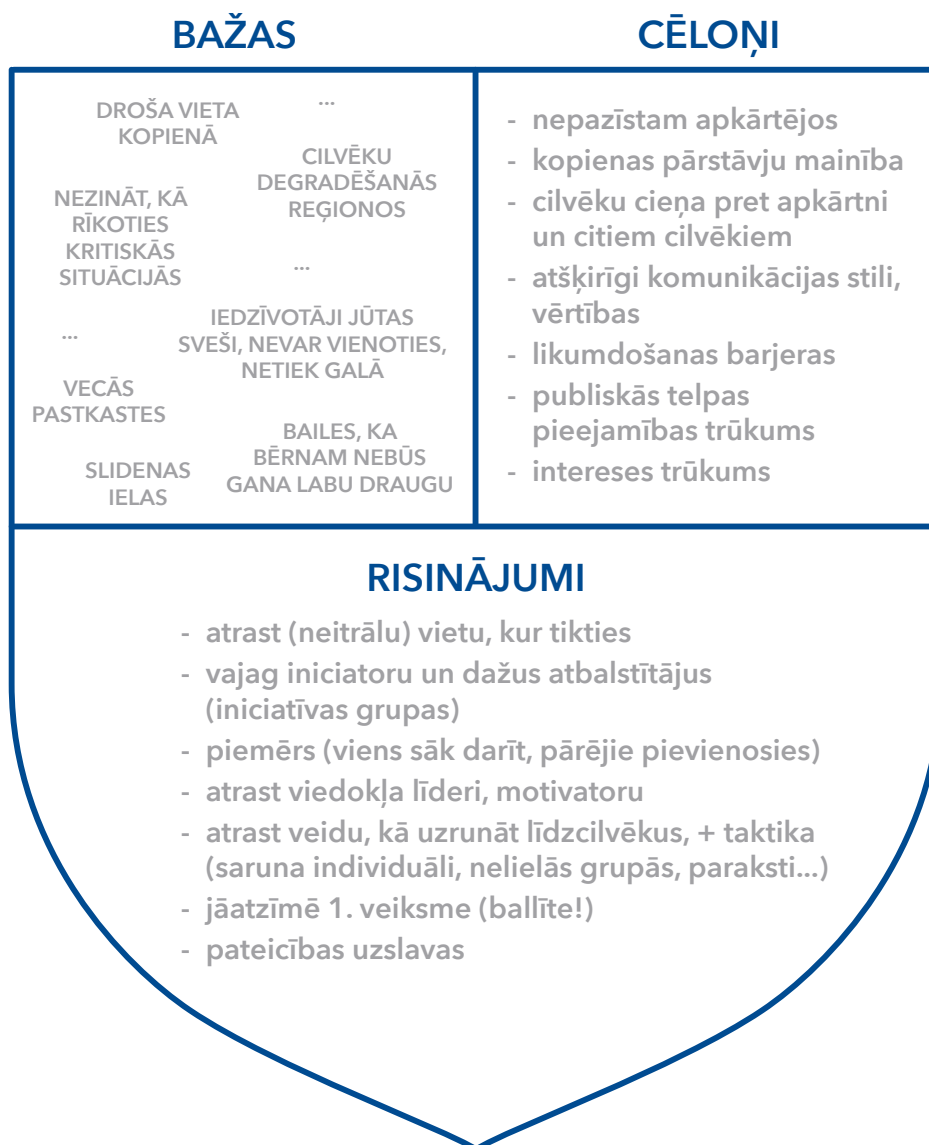 BAŽAS
DROŠA VIETA
KOPIENĀ
...
CILVĒKU
DEGRADĒŠANĀS
REĢIONOS
NEZINĀT, KĀ
RĪKOTIES
KRITISKĀS
SITUĀCIJĀS
...
...
IEDZĪVOTĀJI JŪTAS
SVEŠI, NEVAR VIENOTIES,
NETIEK GALĀ
VECĀS
PASTKASTES
BAILES, KA
BĒRNAM NEBŪS
GANA LABU DRAUGU
SLIDENAS
IELAS
CĒLOŅI
- nepazīstam apkārtējos
- kopienas pārstāvju mainība
- cilvēku cieņa pret apkārtni
un citiem cilvēkiem
- atšķirīgi komunikācijas stili,
vērtības
- likumdošanas barjeras
- publiskās telpas
pieejamības trūkums
- intereses trūkums
RISINĀJUMI
- atrast (neitrālu) vietu, kur tikties
- vajag iniciatoru un dažus atbalstītājus
(iniciatīvas grupas)
- piemērs (viens sāk darīt, pārējie pievienosies)
- atrast viedokļa līderi, motivatoru
- atrast veidu, kā uzrunāt līdzcilvēkus, + taktika
(saruna individuāli, nelielās grupās, paraksti...)
- jāatzīmē 1. veiksme (ballīte!)
- pateicības uzslavas